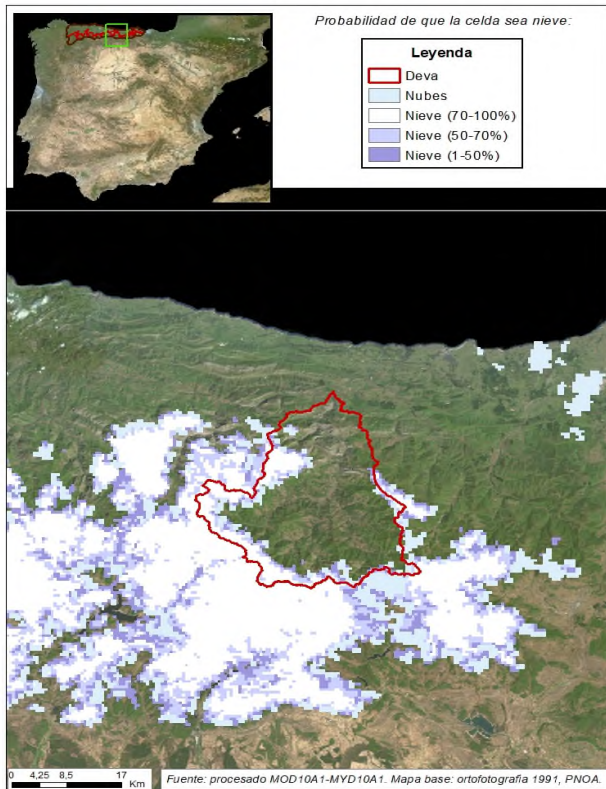 Probabilidad de que la celda sea nieve:
Leyenda
Deva
Nubes
Nieve (70-100%)
Nieve (50-70%)
Nieve (1-50%)
0 4,25 8,5 17
Km
Fuente: procesado MOD10A1-MYD10A1. Mapa base: ortofotografia 1991, PNOA.